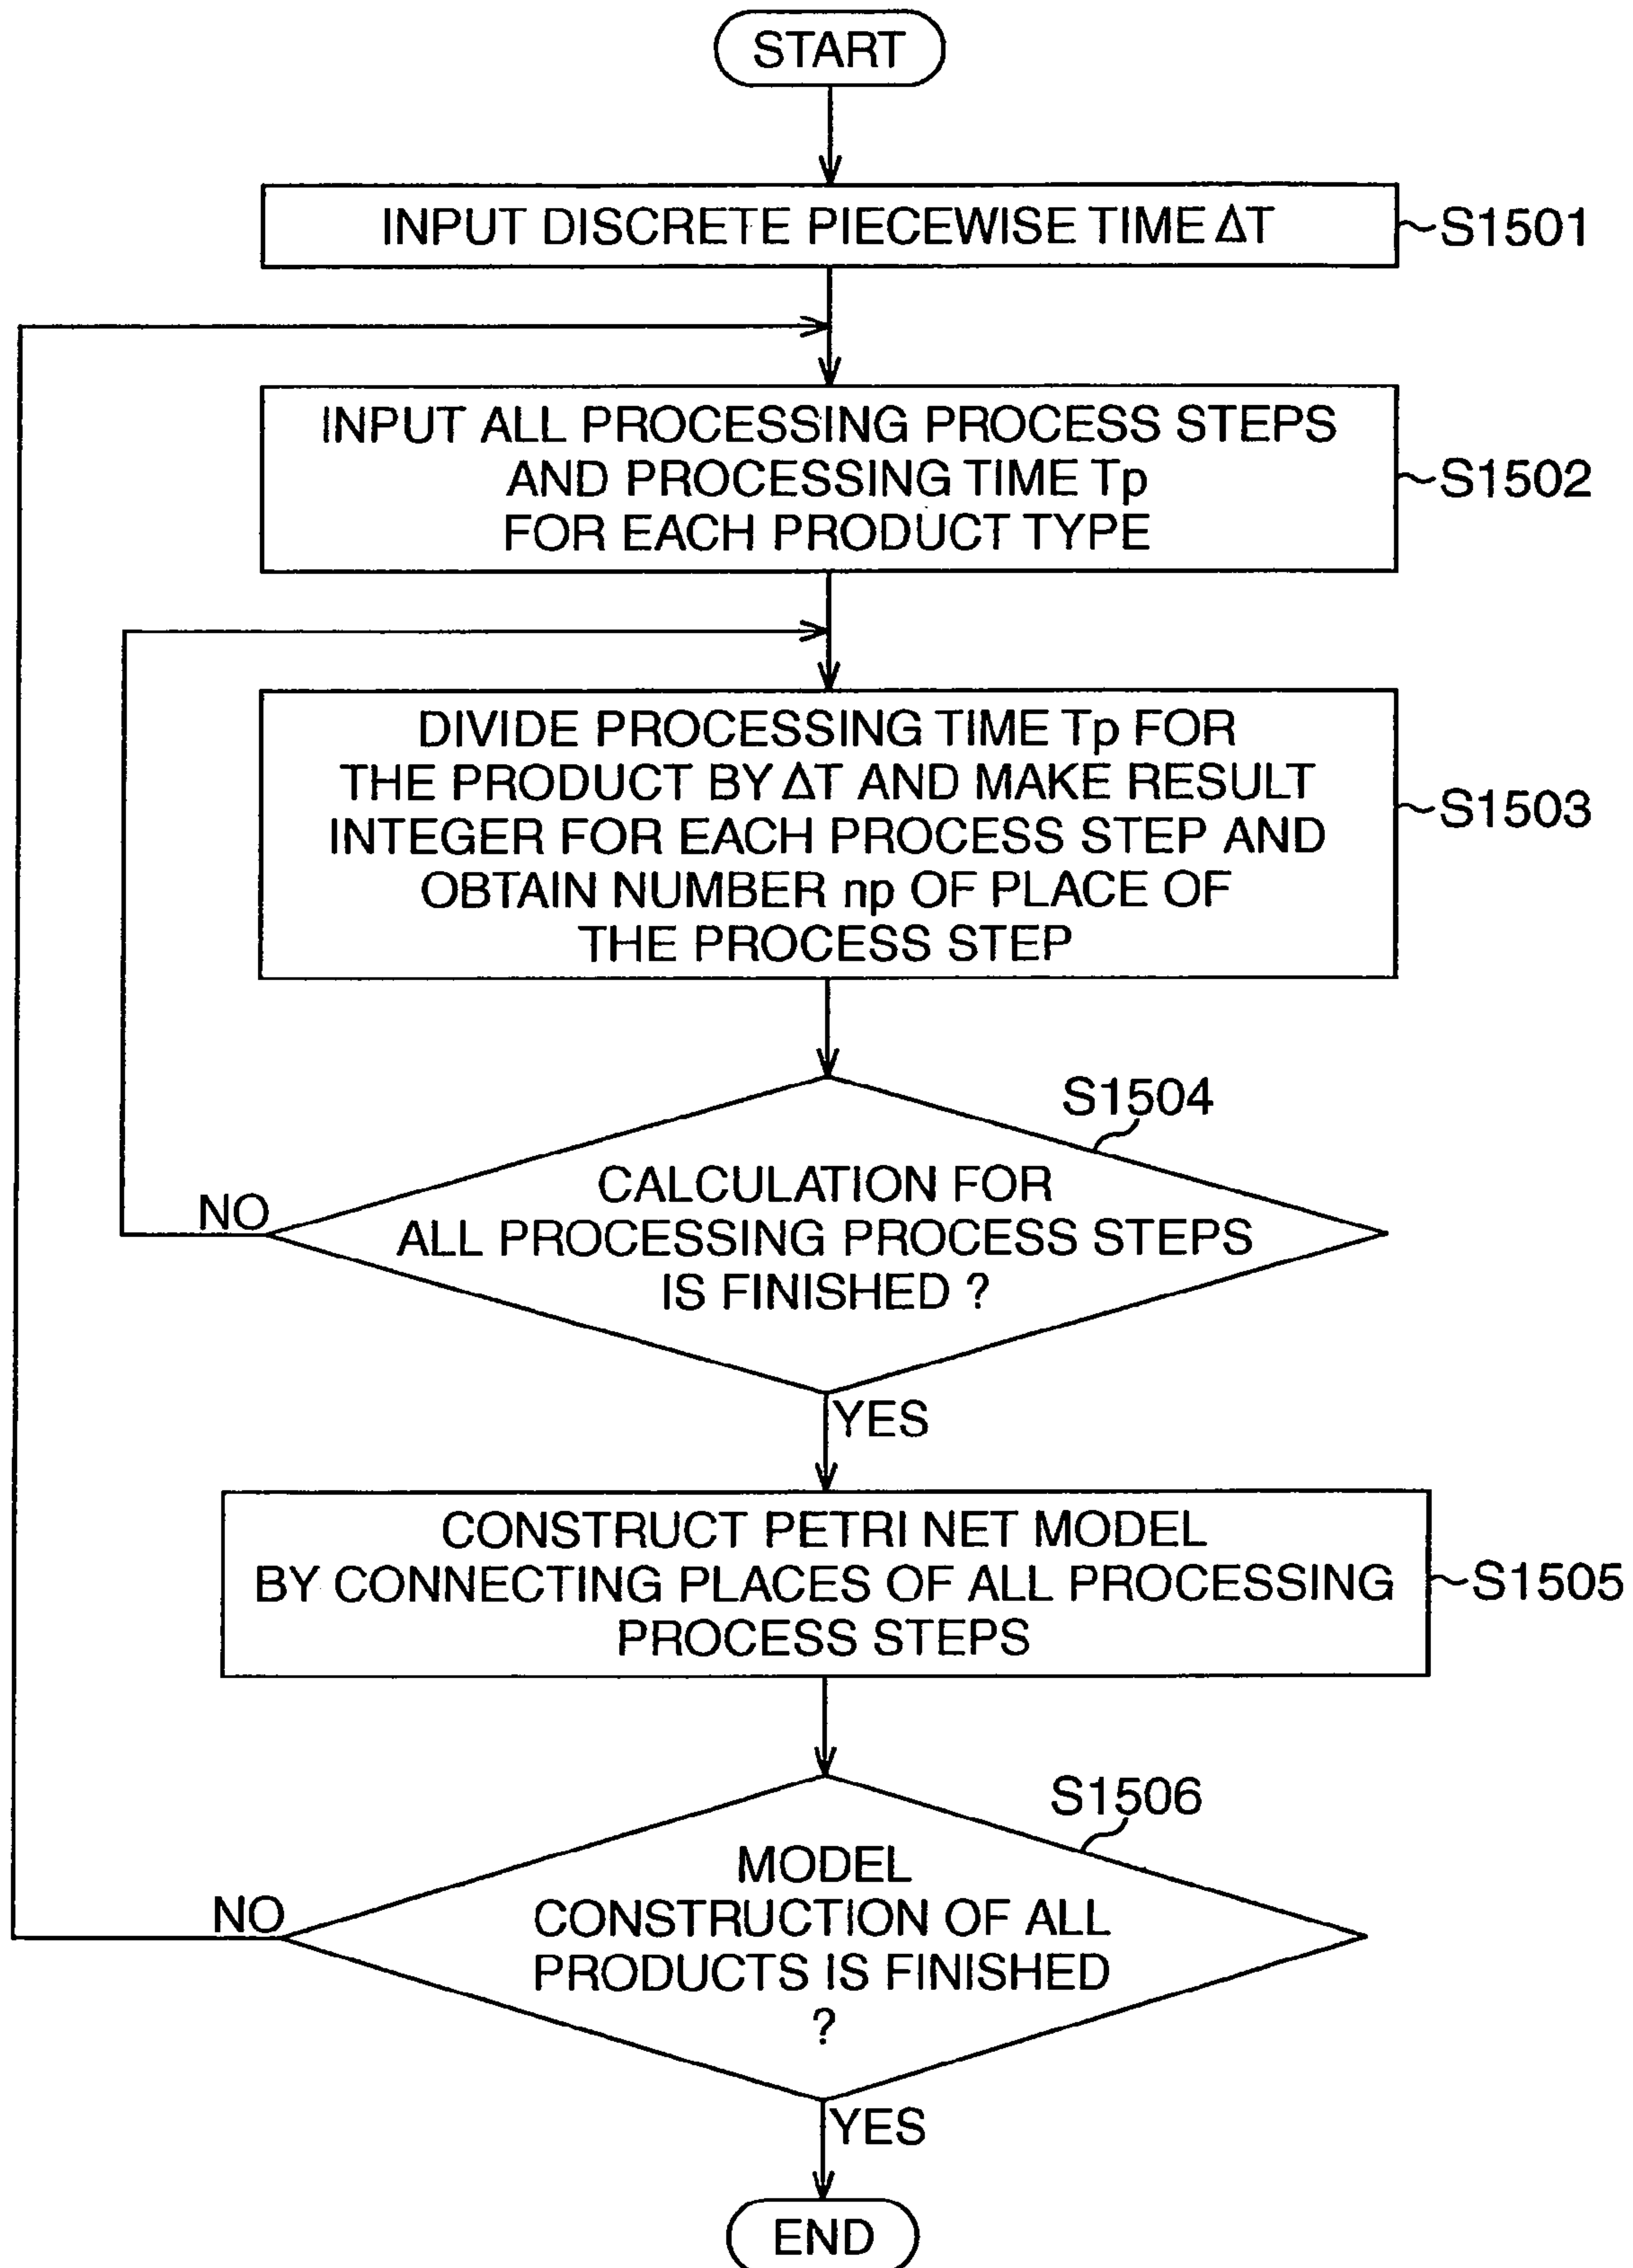 START
INPUT DISCRETE PIECEWISE TIME ΔT
S1501
INPUT ALL PROCESSING PROCESS STEPS
AND PROCESSING TIME Tp
FOR EACH PRODUCT TYPE
S1502
DIVIDE PROCESSING TIME Tp FOR
THE PRODUCT BY ΔT AND MAKE RESULT
INTEGER FOR EACH PROCESS STEP AND
OBTAIN NUMBER np OF PLACE OF
THE PROCESS STEP
S1503
S1504
CALCULATION FOR
ALL PROCESSING PROCESS STEPS
IS FINISHED ?
NO
YES
CONSTRUCT PETRI NET MODEL
BY CONNECTING PLACES OF ALL PROCESSING
PROCESS STEPS
S1505
S1506
MODEL
CONSTRUCTION OF ALL
PRODUCTS IS FINISHED
?
NO
YES
END